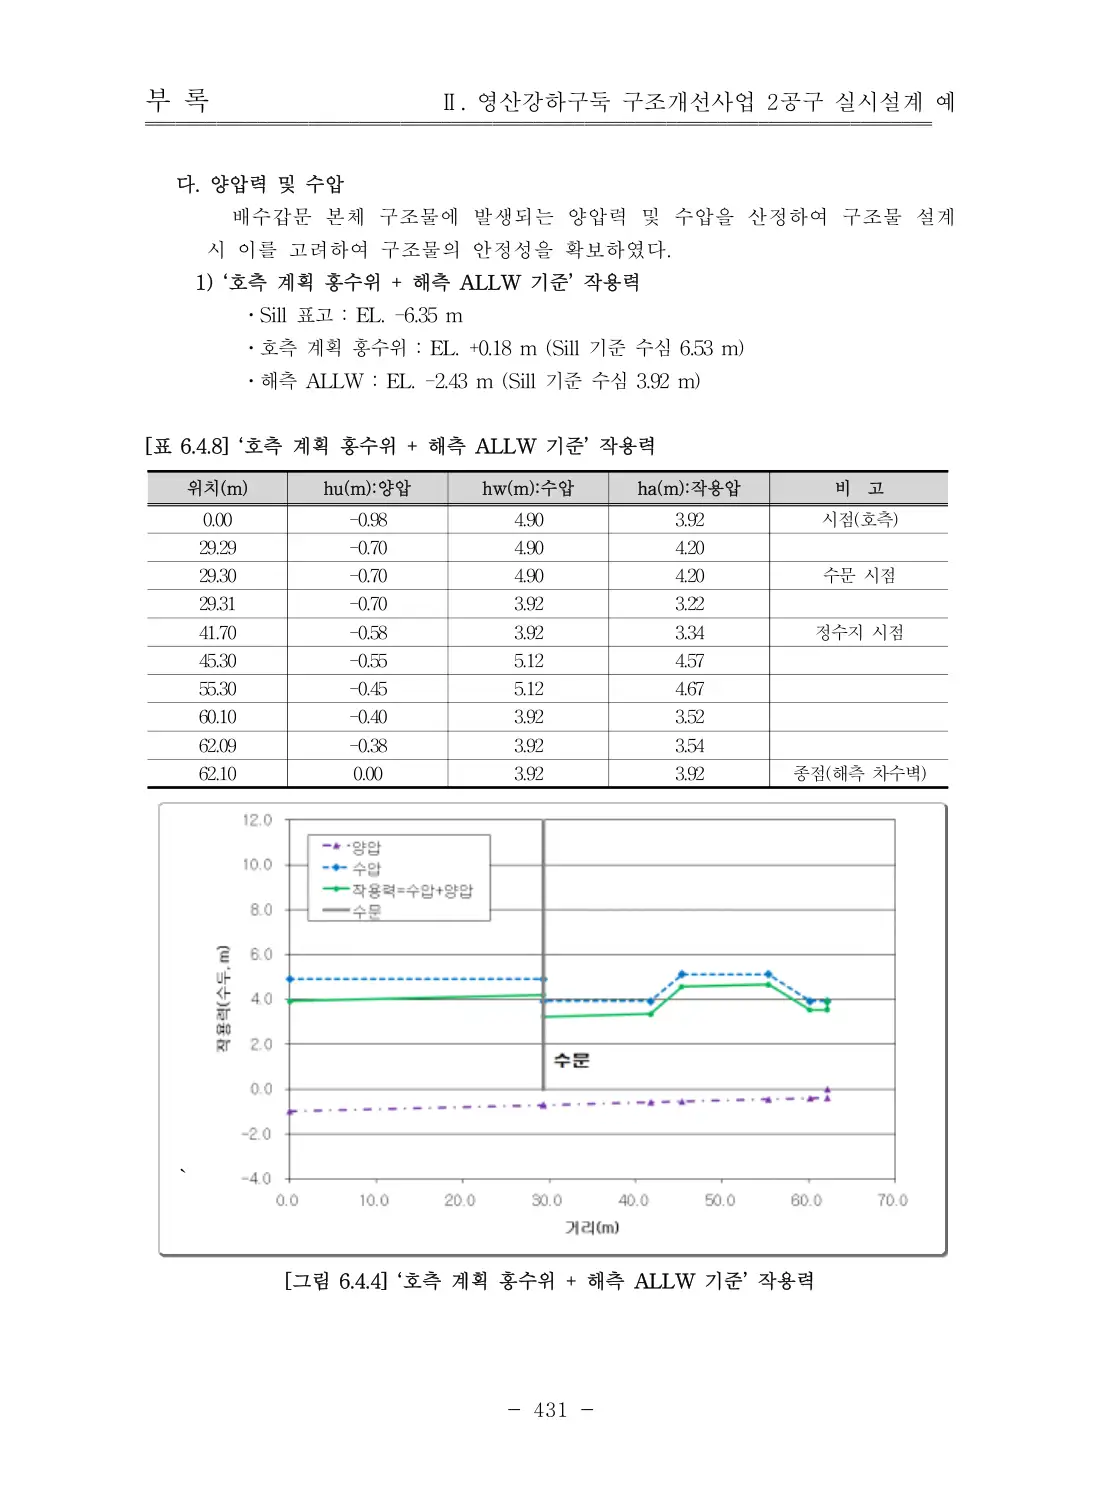 부 록 Ⅱ. 영산강하구둑 구조개선사업 2공구 실시설계 예
다. 양압력 및 수압
배수갑문 본체 구조물에 발생되는 양압력 및 수압을 산정하여 구조물 설계
시 이를 고려하여 구조물의 안정성을 확보하였다.
1) ‘호측 계획 홍수위 + 해측 ALLW 기준’ 작용력
· Sill 표고 : EL. -6.35 m
· 호측 계획 홍수위 : EL. +0.18 m (Sill 기준 수심 6.53 m)
· 해측 ALLW : EL. -2.43 m (Sill 기준 수심 3.92 m)
[표 6.4.8] ‘호측 계획 홍수위 + 해측 ALLW 기준’ 작용력
위치(m) hu(m):양압 hw(m):수압 ha(m):작용압 비 고
0.00 -0.98 4.90 3.92 시점(호측)
29.29 -0.70 4.90 4.20
29.30 -0.70 4.90 4.20 수문 시점
29.31 -0.70 3.92 3.22
41.70 -0.58 3.92 3.34 정수지 시점
45.30 -0.55 5.12 4.57
55.30 -0.45 5.12 4.67
60.10 -0.40 3.92 3.52
62.09 -0.38 3.92 3.54
62.10 0.00 3.92 3.92 종점(해측 차수벽)
12.0
10.0
8.0
6.0
4.0
2.0
0.0
-2.0
-4.0
작용력(수두, m)
양압
수압
작용력=수압+양압
수문
수문
`
0.0 10.0 20.0 30.0 40.0 50.0 60.0 70.0
거리(m)
[그림 6.4.4] ‘호측 계획 홍수위 + 해측 ALLW 기준’ 작용력
- 431 -